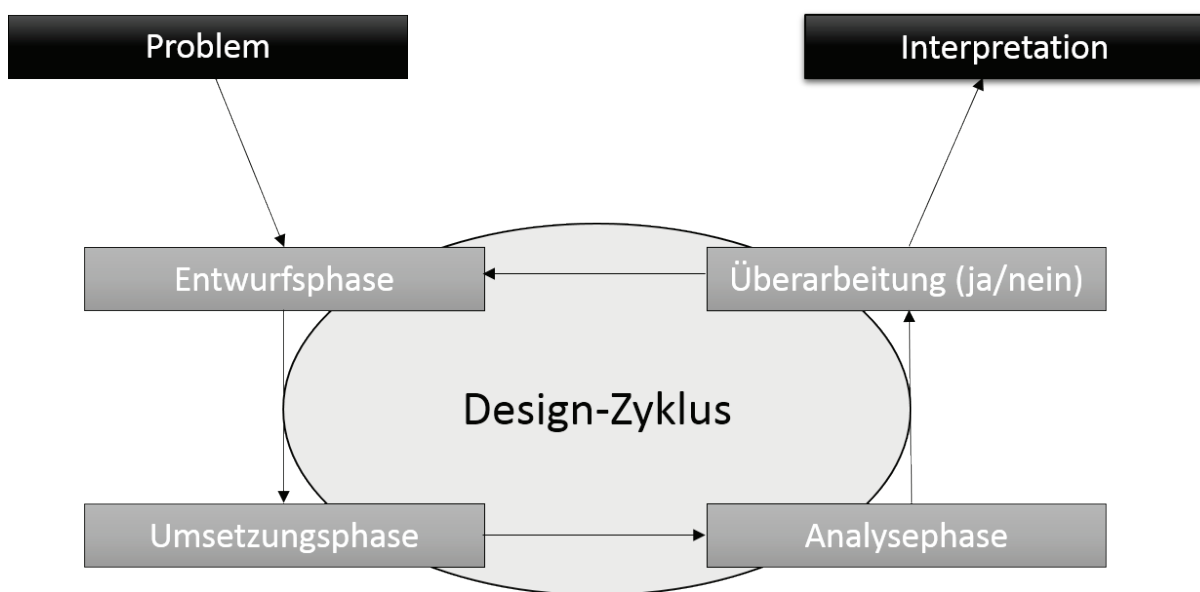 Problem
Interpretation
Entwurfsphase
Überarbeitung (ja/nein)
Design-Zyklus
Umsetzungsphase
Analysephase